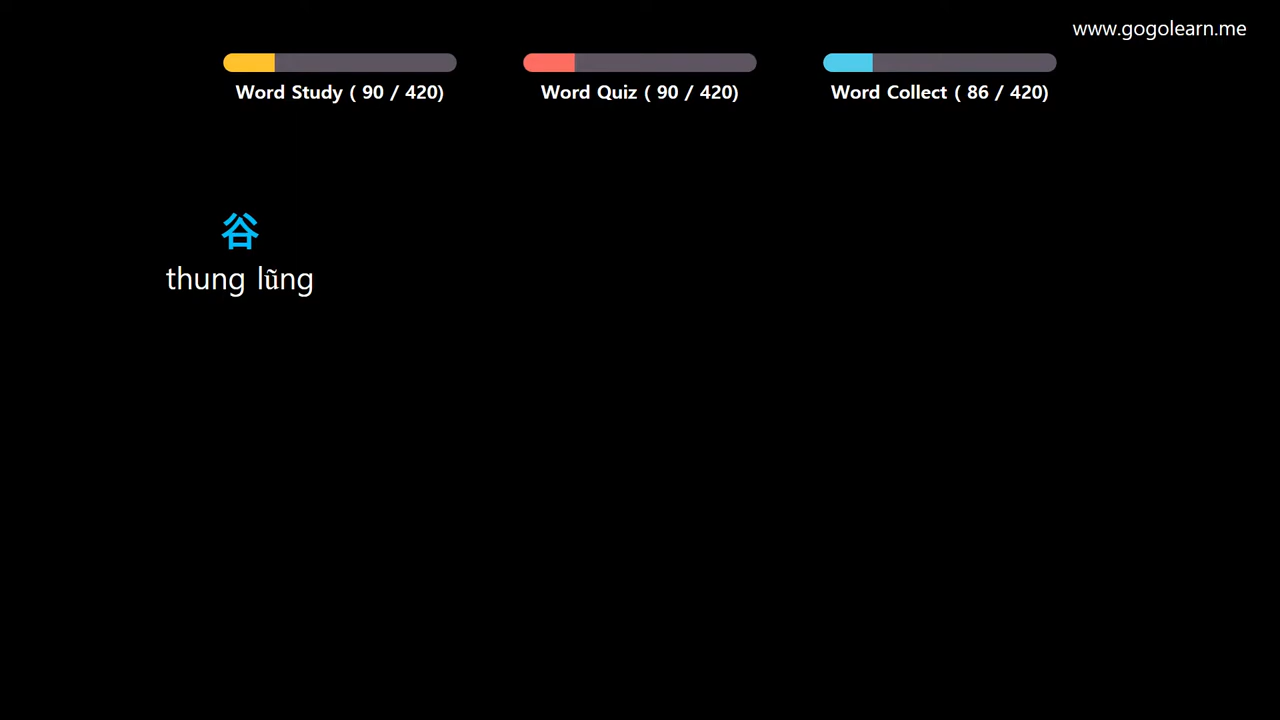 www.gogolearn.me
Word Study ( 90 / 420)
Word Quiz ( 90 / 420)
Word Collect ( 86 / 420)
谷
thung lũng